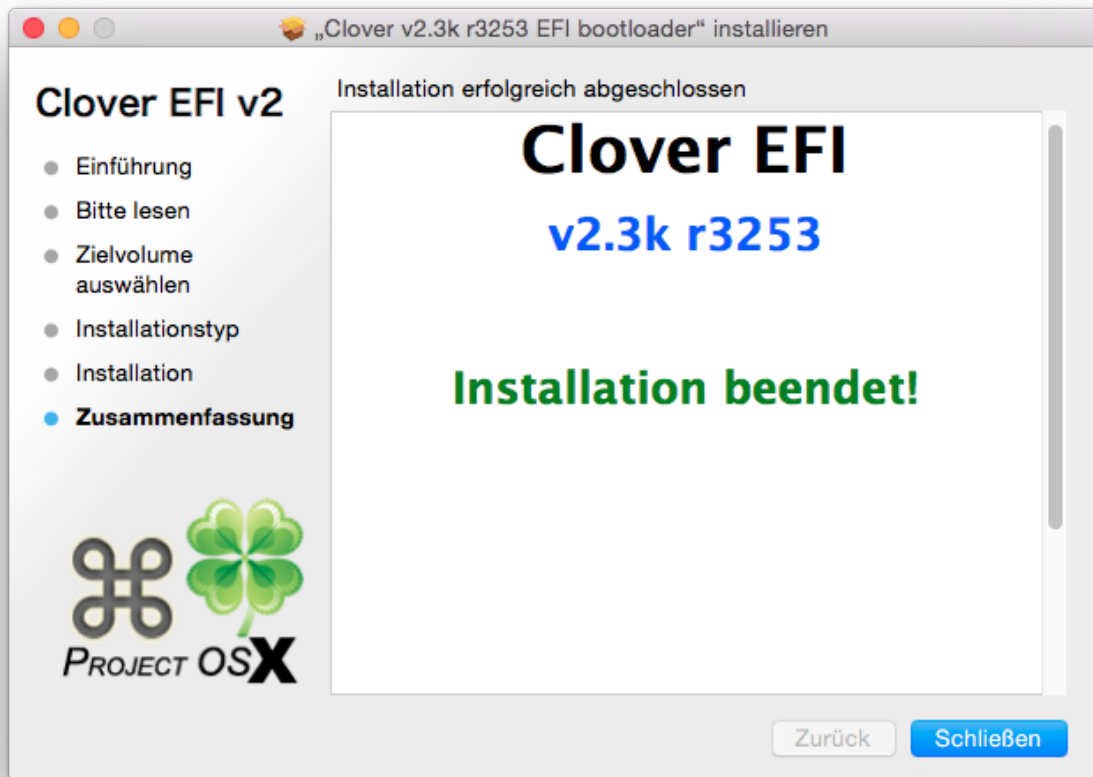 „Clover v2.3k r3253 EFI bootloader“ installieren
Clover EFI v2
Einführung
Bitte lesen
Zielvolume
auswählen
Installationstyp
Installation
Zusammenfassung
PROJECT OSX
Installation erfolgreich abgeschlossen
Clover EFI
v2.3k r3253
Installation beendet!
Zurück
Schließen